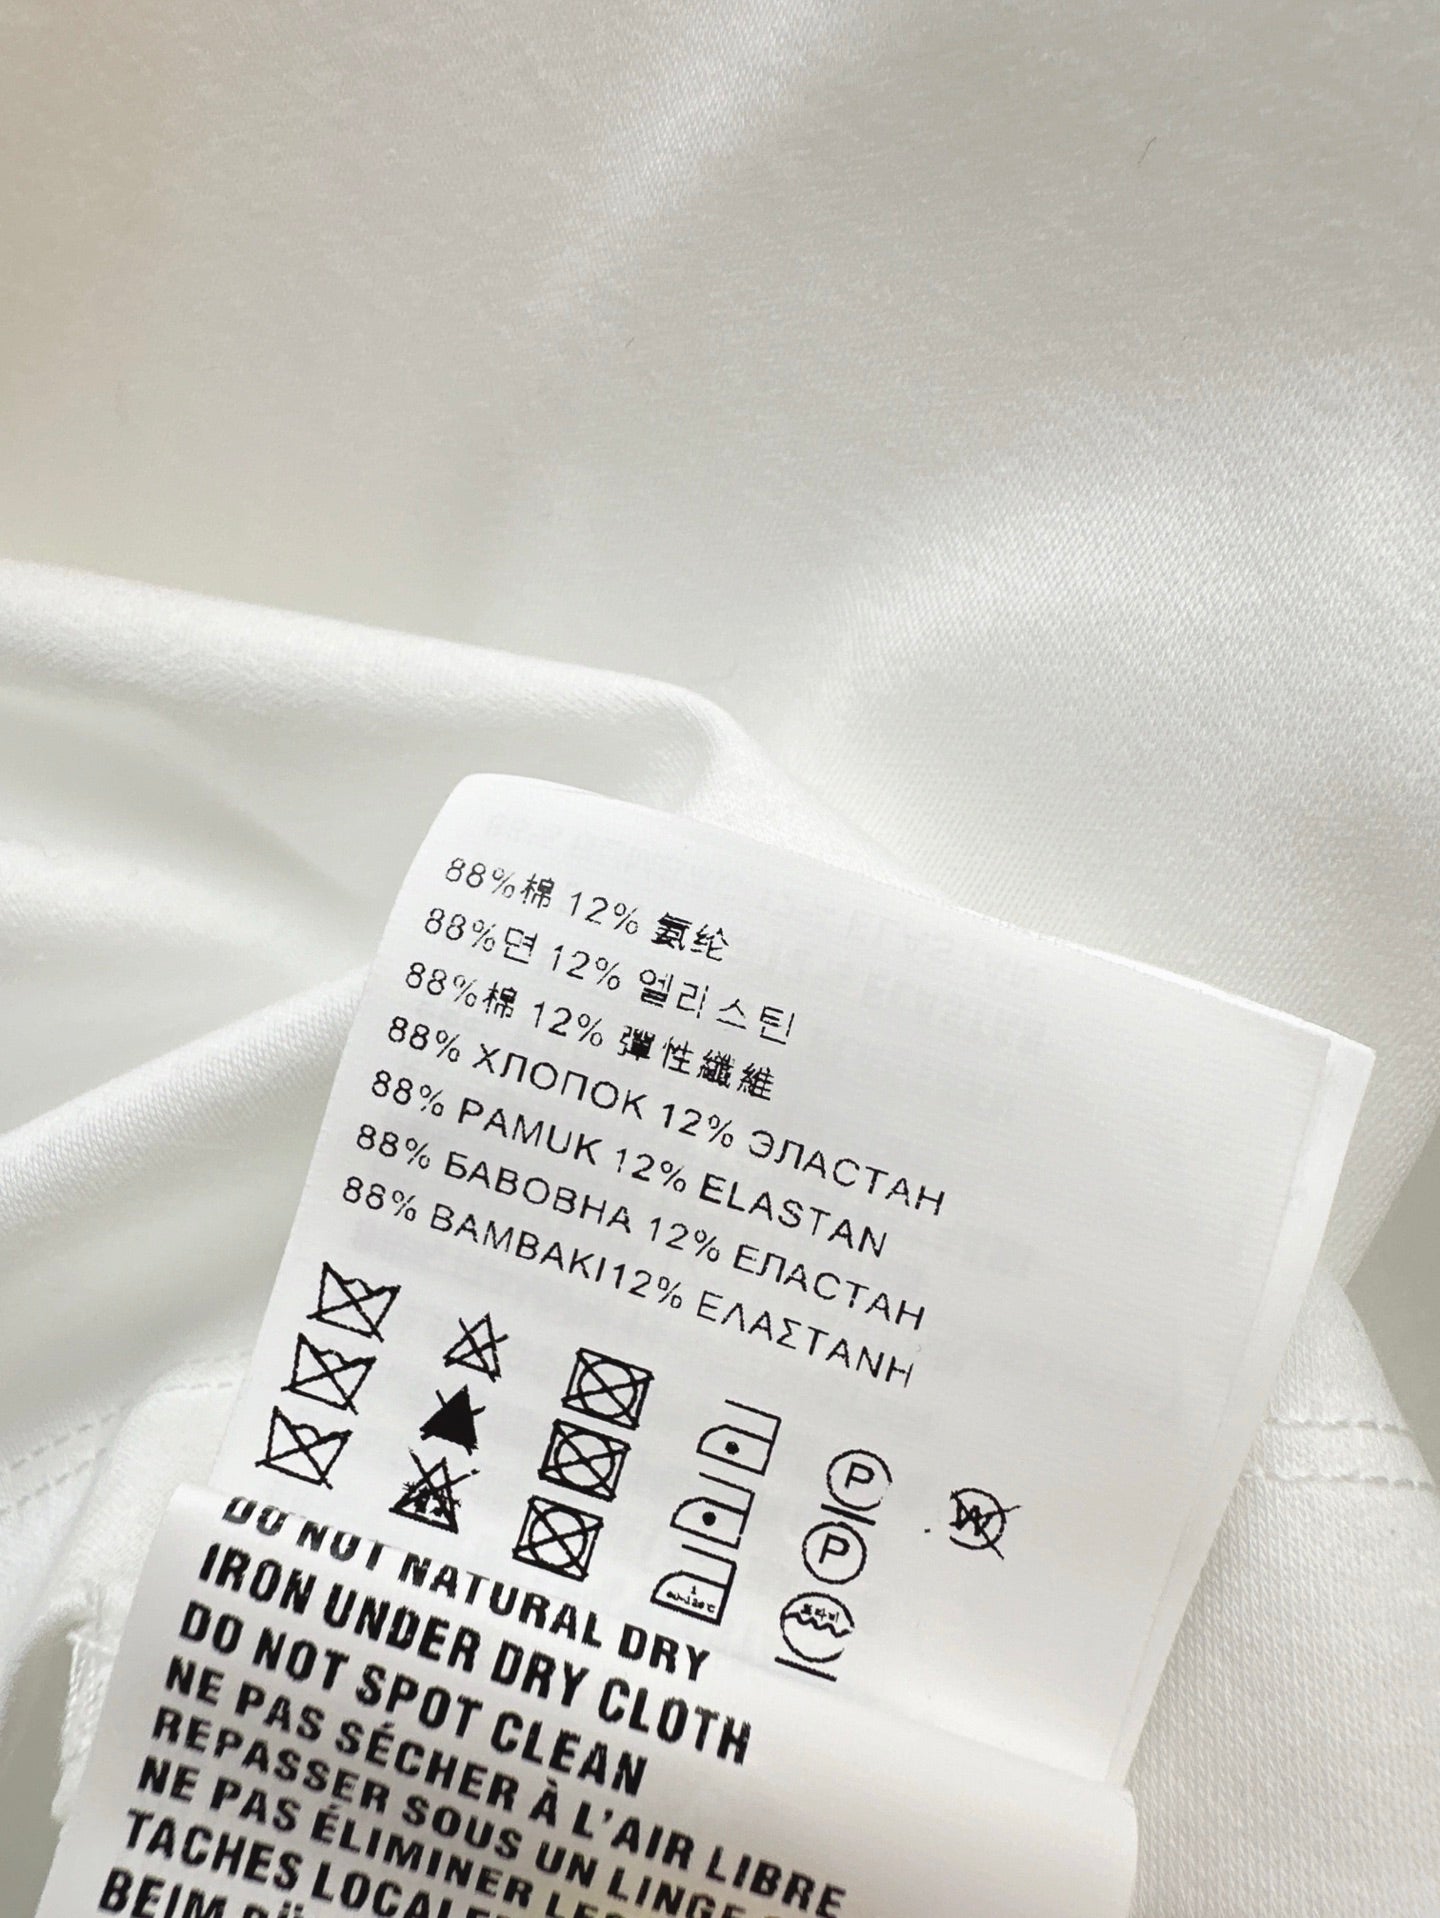 88%棉 12% 氨纶
88%면 12% 엘리스틴
88%棉 12% 彈性纖維
88% ХЛОПОК 12% ЭЛАСТАН
88% PAMUK 12% ELASTAN
88% БАВОВНА 12% ЕЛАСТАН
88% BAMBAKI12% ΕΛΑΣΤΑΝΗ
P
P
W
DO NOT NATURAL DRY
IRON UNDER DRY CLOTH
DO NOT SPOT CLEAN
NE PAS SÉCHER À L'AIR LIBRE
REPASSER SOUS UN LINGE
NE PAS ÉLIMINER
TACHES
BEIM